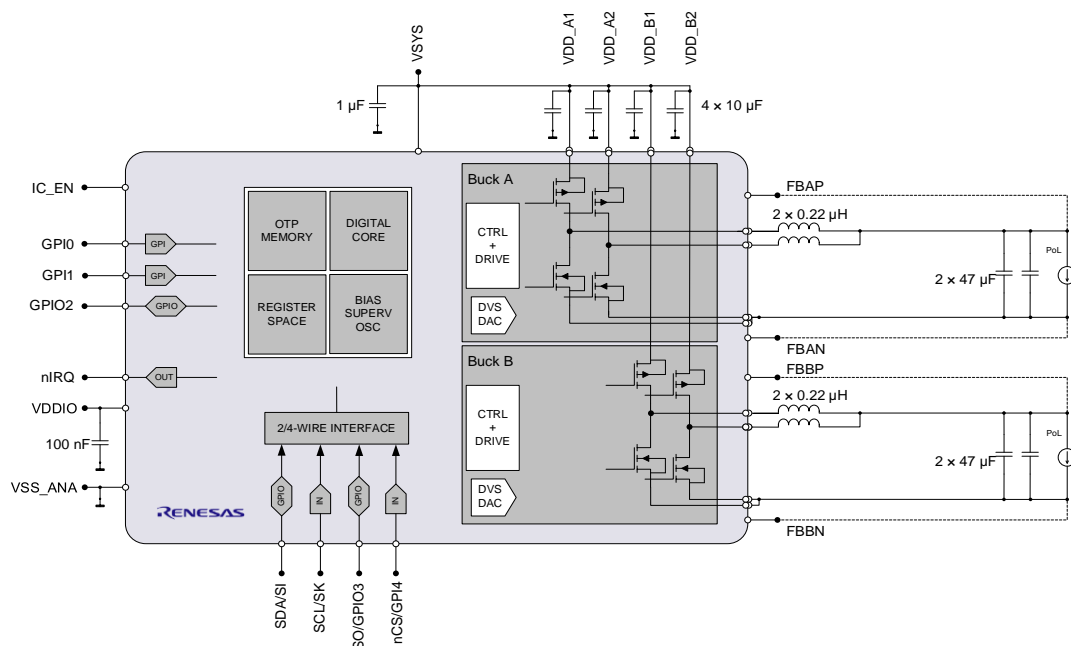 VSYS
VDD_A1
VDD_A2
VDD_B1
VDD_B2
1 µF
4 × 10 µF
IC_EN
GPI0
GPI
GPI1
GPI
GPIO2
GPIO
nIRQ
OUT
VDDIO
100 nF
VSS_ANA
OTP
MEMORY
DIGITAL
CORE
REGISTER
SPACE
BIAS
SUPERV
OSC
2/4-WIRE INTERFACE
GPIO
IN
GPIO
IN
RENESAS
SDA/SI
SCL/SK
SO/GPIO3
nCS/GPI4
Buck A
CTRL
+
DRIVE
DVS
DAC
FBAP
2 × 0.22 µH
2 × 47 µF
PoL
FBAN
Buck B
CTRL
+
DRIVE
DVS
DAC
FBBP
2 × 0.22 µH
2 × 47 µF
PoL
FBBN